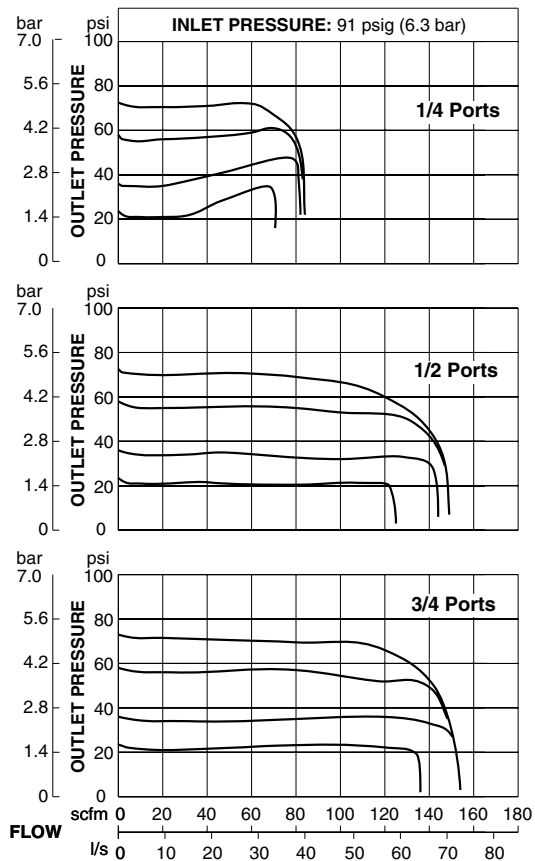 bar psi
INLET PRESSURE: 91 psig (6.3 bar)
7.0 100
5.6 80
1/4 Ports
4.2 60
2.8 40
1.4 20
0 0
OUTLET PRESSURE
bar psi
7.0 100
5.6 80
1/2 Ports
4.2 60
2.8 40
1.4 20
0 0
OUTLET PRESSURE
bar psi
7.0 100
3/4 Ports
5.6 80
4.2 60
2.8 40
1.4 20
0 0
OUTLET PRESSURE
scfm 0 20 40 60 80 100 120 140 160 180
FLOW
l/s 0 10 20 30 40 50 60 70 80